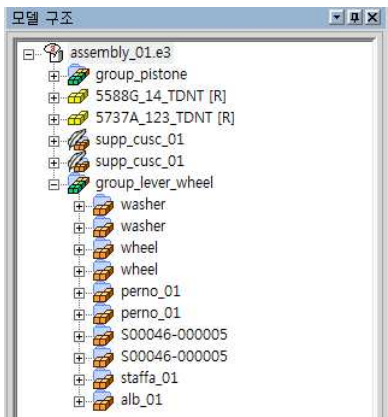 모델 구조
assembly_01.e3
group_pistone
5588G_14_TDNT [R]
5737A_123_TDNT [R]
supp_cusc_01
supp_cusc_01
group_lever_wheel
washer
washer
wheel
wheel
perno_01
perno_01
S00046-000005
S00046-000005
staffa_01
alb_01